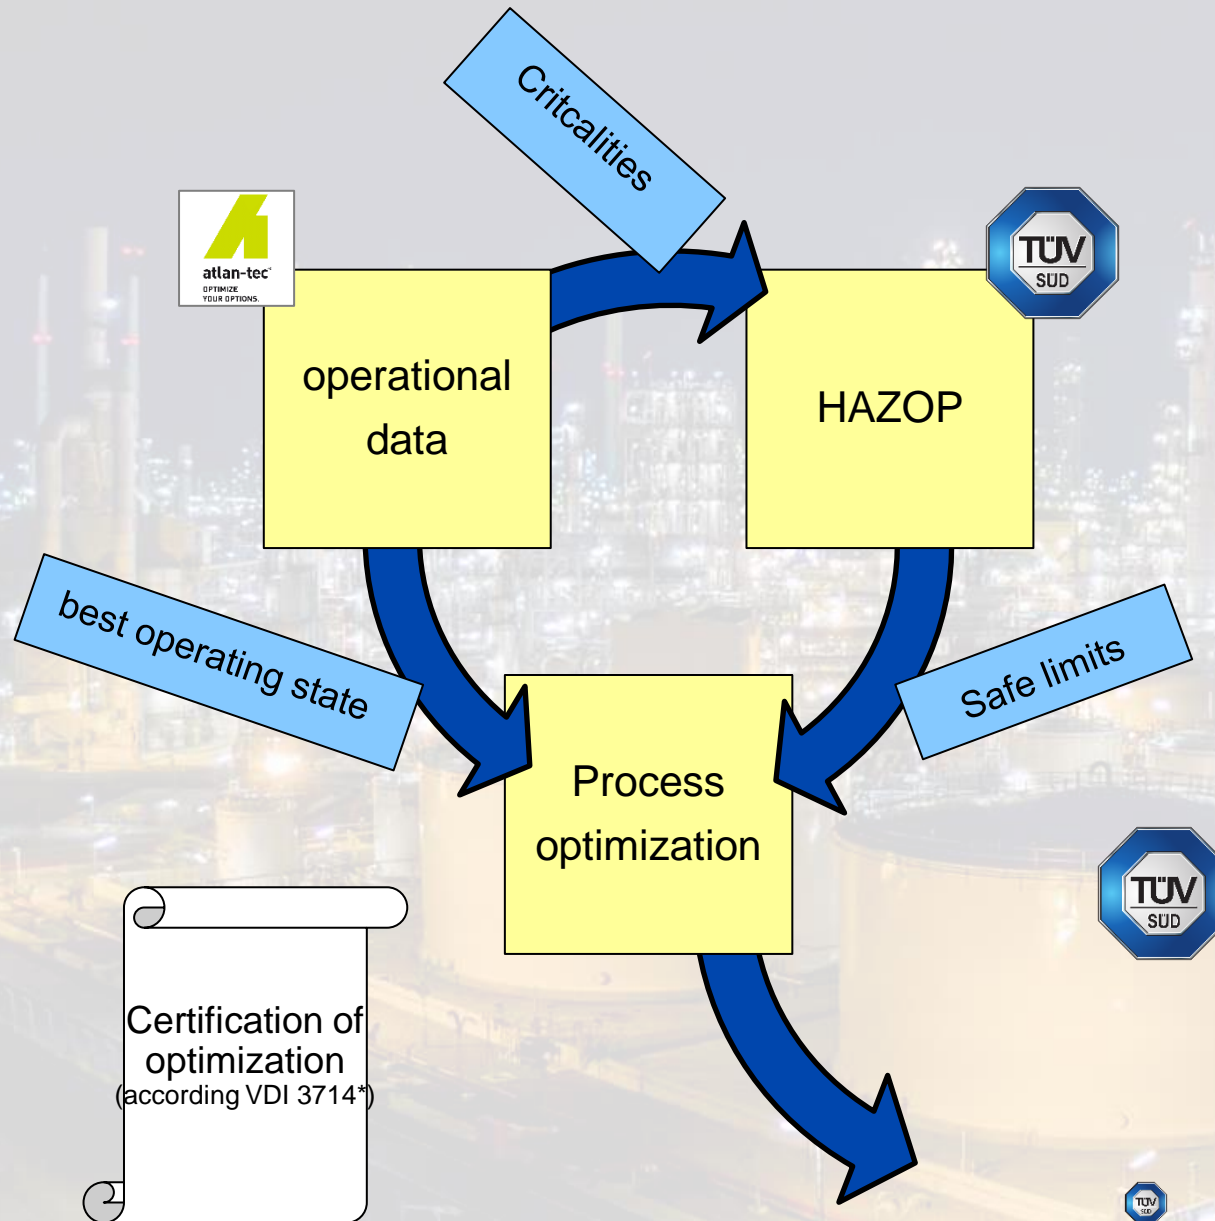 Critcalities
atlan-tec
OPTIMIZE
YOUR OPTIONS.
TÜV
SÜD
operational
data
HAZOP
best operating state
Safe limits
Process
optimization
TÜV
SÜD
Certification of
optimization
(according VDI 3714*)
TÜV
SÜD